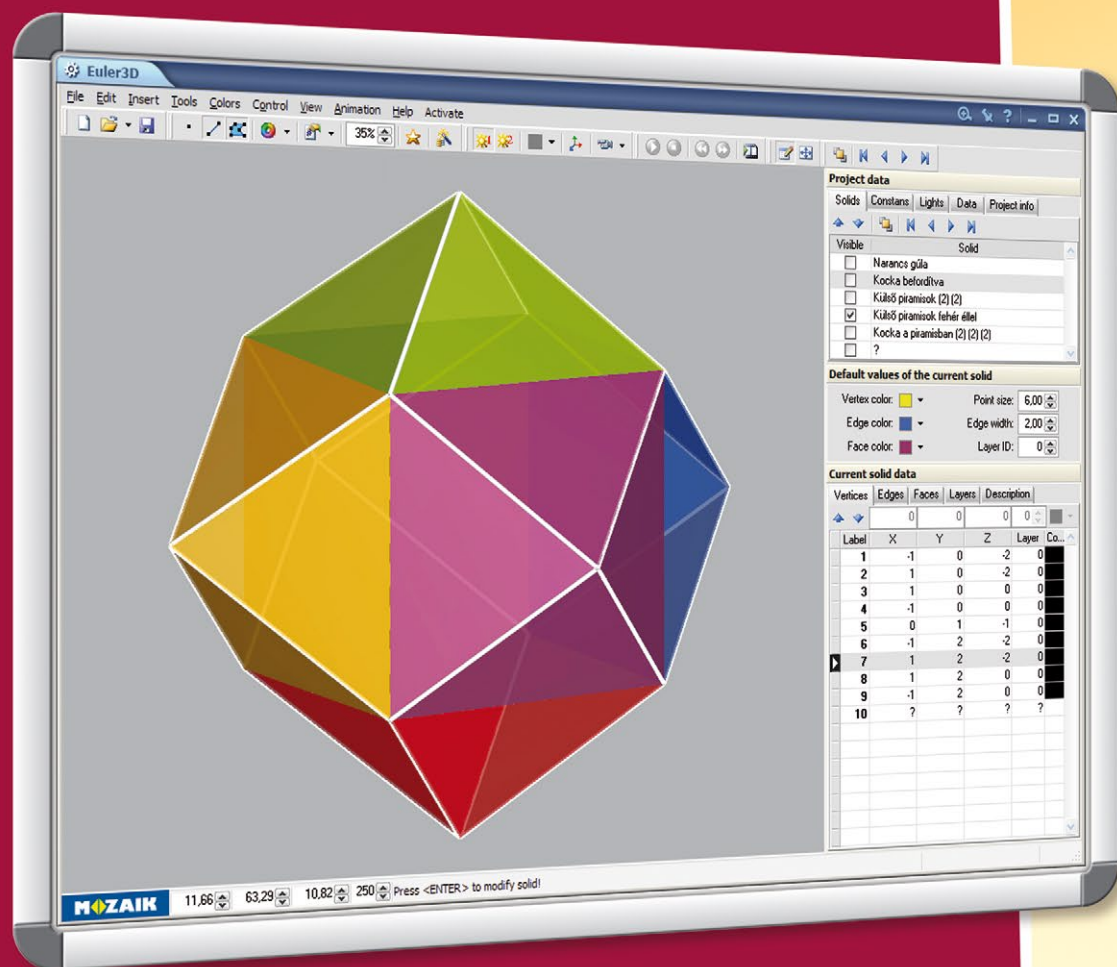 Euler3D
File Edit Insert Tools Colors Control View Animation Help Activate
35%
Project data
Solids Constans Lights Data Project info
Visible Solid
Narancs gúla
Kocka befordítva
Külső piramisok (2) (2)
Külső piramisok fehér éllel
Kocka a piramisban (2) (2) (2)
?
Default values of the current solid
Vertex color: Point size: 6,00
Edge color: Edge width: 2,00
Face color: Layer ID: 0
Current solid data
Vertices Edges Faces Layers Description
0 0 0 0
Label X Y Z Layer Co...
1 -1 0 -2 0
2 1 0 -2 0
3 1 0 0 0
4 -1 0 0 0
5 0 1 -1 0
6 -1 2 -2 0
7 1 2 -2 0
8 1 2 0 0
9 -1 2 0 0
10 ? ? ? ?
MOZAIK 11,66 63,29 10,82 250 Press <ENTER> to modify solid!